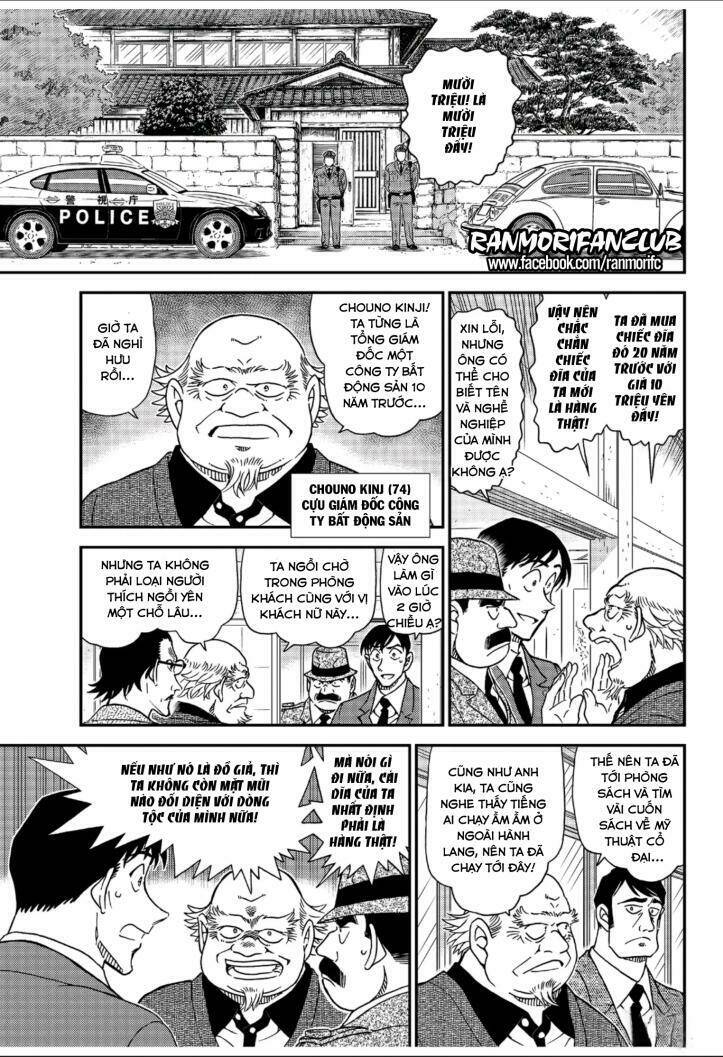 MƯỜI
TRIỆU! LÀ
MƯỜI
TRIỆU
ĐẤY!
警視庁
POLICE
RANMORIFANCLUB
www.facebook.com/ranmorifc
TA ĐÃ MUA
CHIẾC ĐĨA
ĐÓ 20 NĂM
TRƯỚC VỚI
GIÁ 10
TRIỆU YÊN
ĐẤY!
VẬY NÊN
CHẮC
CHẮN
CHIẾC
ĐĨA CỦA
TA MỚI
LÀ HÀNG
THẬT!
XIN LỖI,
NHƯNG
ÔNG CÓ
THỂ CHO
BIẾT TÊN
VÀ NGHỀ
NGHIỆP
CỦA MÌNH
ĐƯỢC
KHÔNG Ạ?
CHOUNO KINJI!
TA TỪNG LÀ
TỔNG GIÁM
ĐỐC MỘT
CÔNG TY BẤT
ĐỘNG SẢN 10
NĂM TRƯỚC...
GIỜ TA
ĐÃ NGHỈ
HƯU
RỒI...
CHOUNO KINJ (74)
CỰU GIÁM ĐỐC CÔNG
TY BẤT ĐỘNG SẢN
VẬY ÔNG
LÀM GÌ
VÀO LÚC
2 GIỜ
CHIỀU Ạ?
TA NGỒI CHỜ
TRONG PHÒNG
KHÁCH CÙNG VỚI VỊ
KHÁCH NỮ NÀY...
NHƯNG TA KHÔNG
PHẢI LOẠI NGƯỜI
THÍCH NGỒI YÊN
MỘT CHỖ LÂU...
THẾ NÊN TA ĐÃ
TỚI PHÒNG
SÁCH VÀ TÌM
VÀI CUỐN
SÁCH VỀ MỸ
THUẬT CỔ
ĐẠI...
CŨNG NHƯ ANH
KIA, TA CŨNG
NGHE THẤY TIẾNG
AI CHẠY ẦM ẦM Ở
NGOÀI HÀNH
LANG, NÊN TA ĐÃ
CHẠY TỚI ĐÂY!
MÀ NÓI GÌ
ĐI NỮA, CÁI
DĨA CỦA TA
NHẤT ĐỊNH
PHẢI LÀ
HÀNG THẬT!
NẾU NHƯ NÓ LÀ ĐỒ GIẢ, THÌ
TA KHÔNG CÒN MẶT MŨI
NÀO ĐỐI DIỆN VỚI DÒNG
TỘC CỦA MÌNH NỮA!